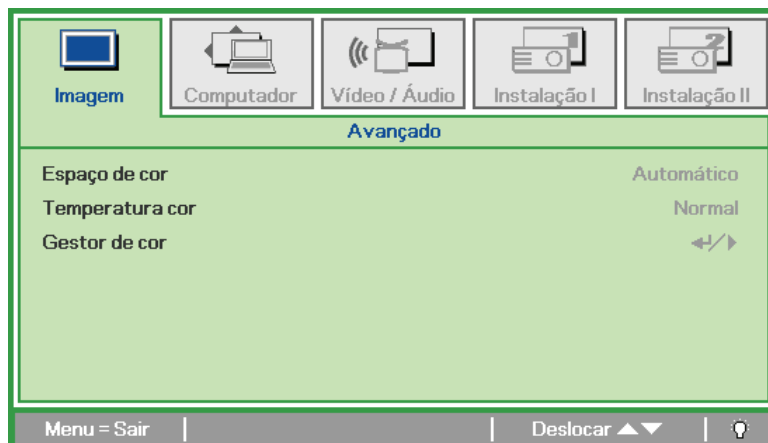 Imagem
Computador
Vídeo / Áudio
Instalação I
Instalação II
Avançado
Espaço de cor Automático
Temperatura cor Normal
Gestor de cor
Menu = Sair Deslocar